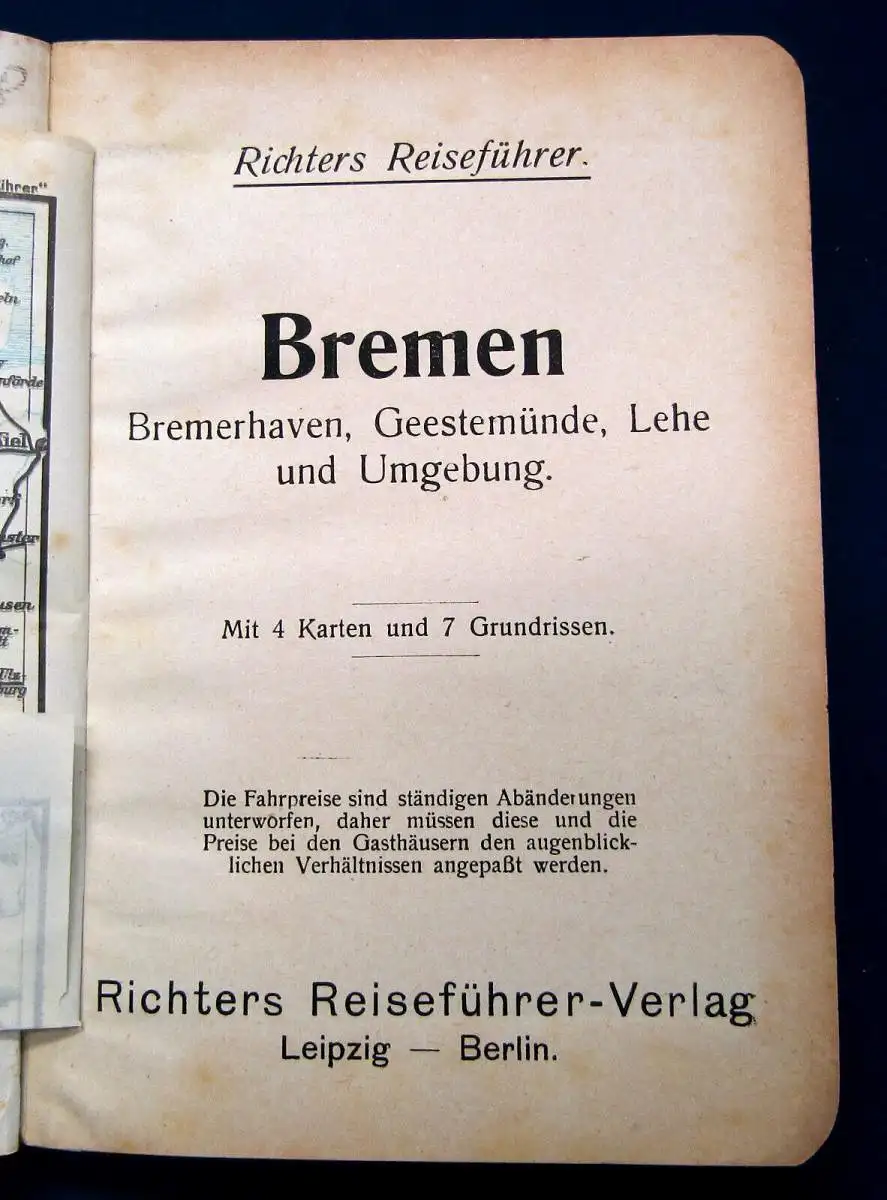 Richters Reiseführer.
Bremen
Bremerhaven, Geestemünde, Lehe
und Umgebung.
Mit 4 Karten und 7 Grundrissen.
Die Fahrpreise sind ständigen Abänderungen
unterworfen, daher müssen diese und die
Preise bei den Gasthäusern den augenblick-
lichen Verhältnissen angepaßt werden.
Richters Reiseführer-Verlag
Leipzig — Berlin.